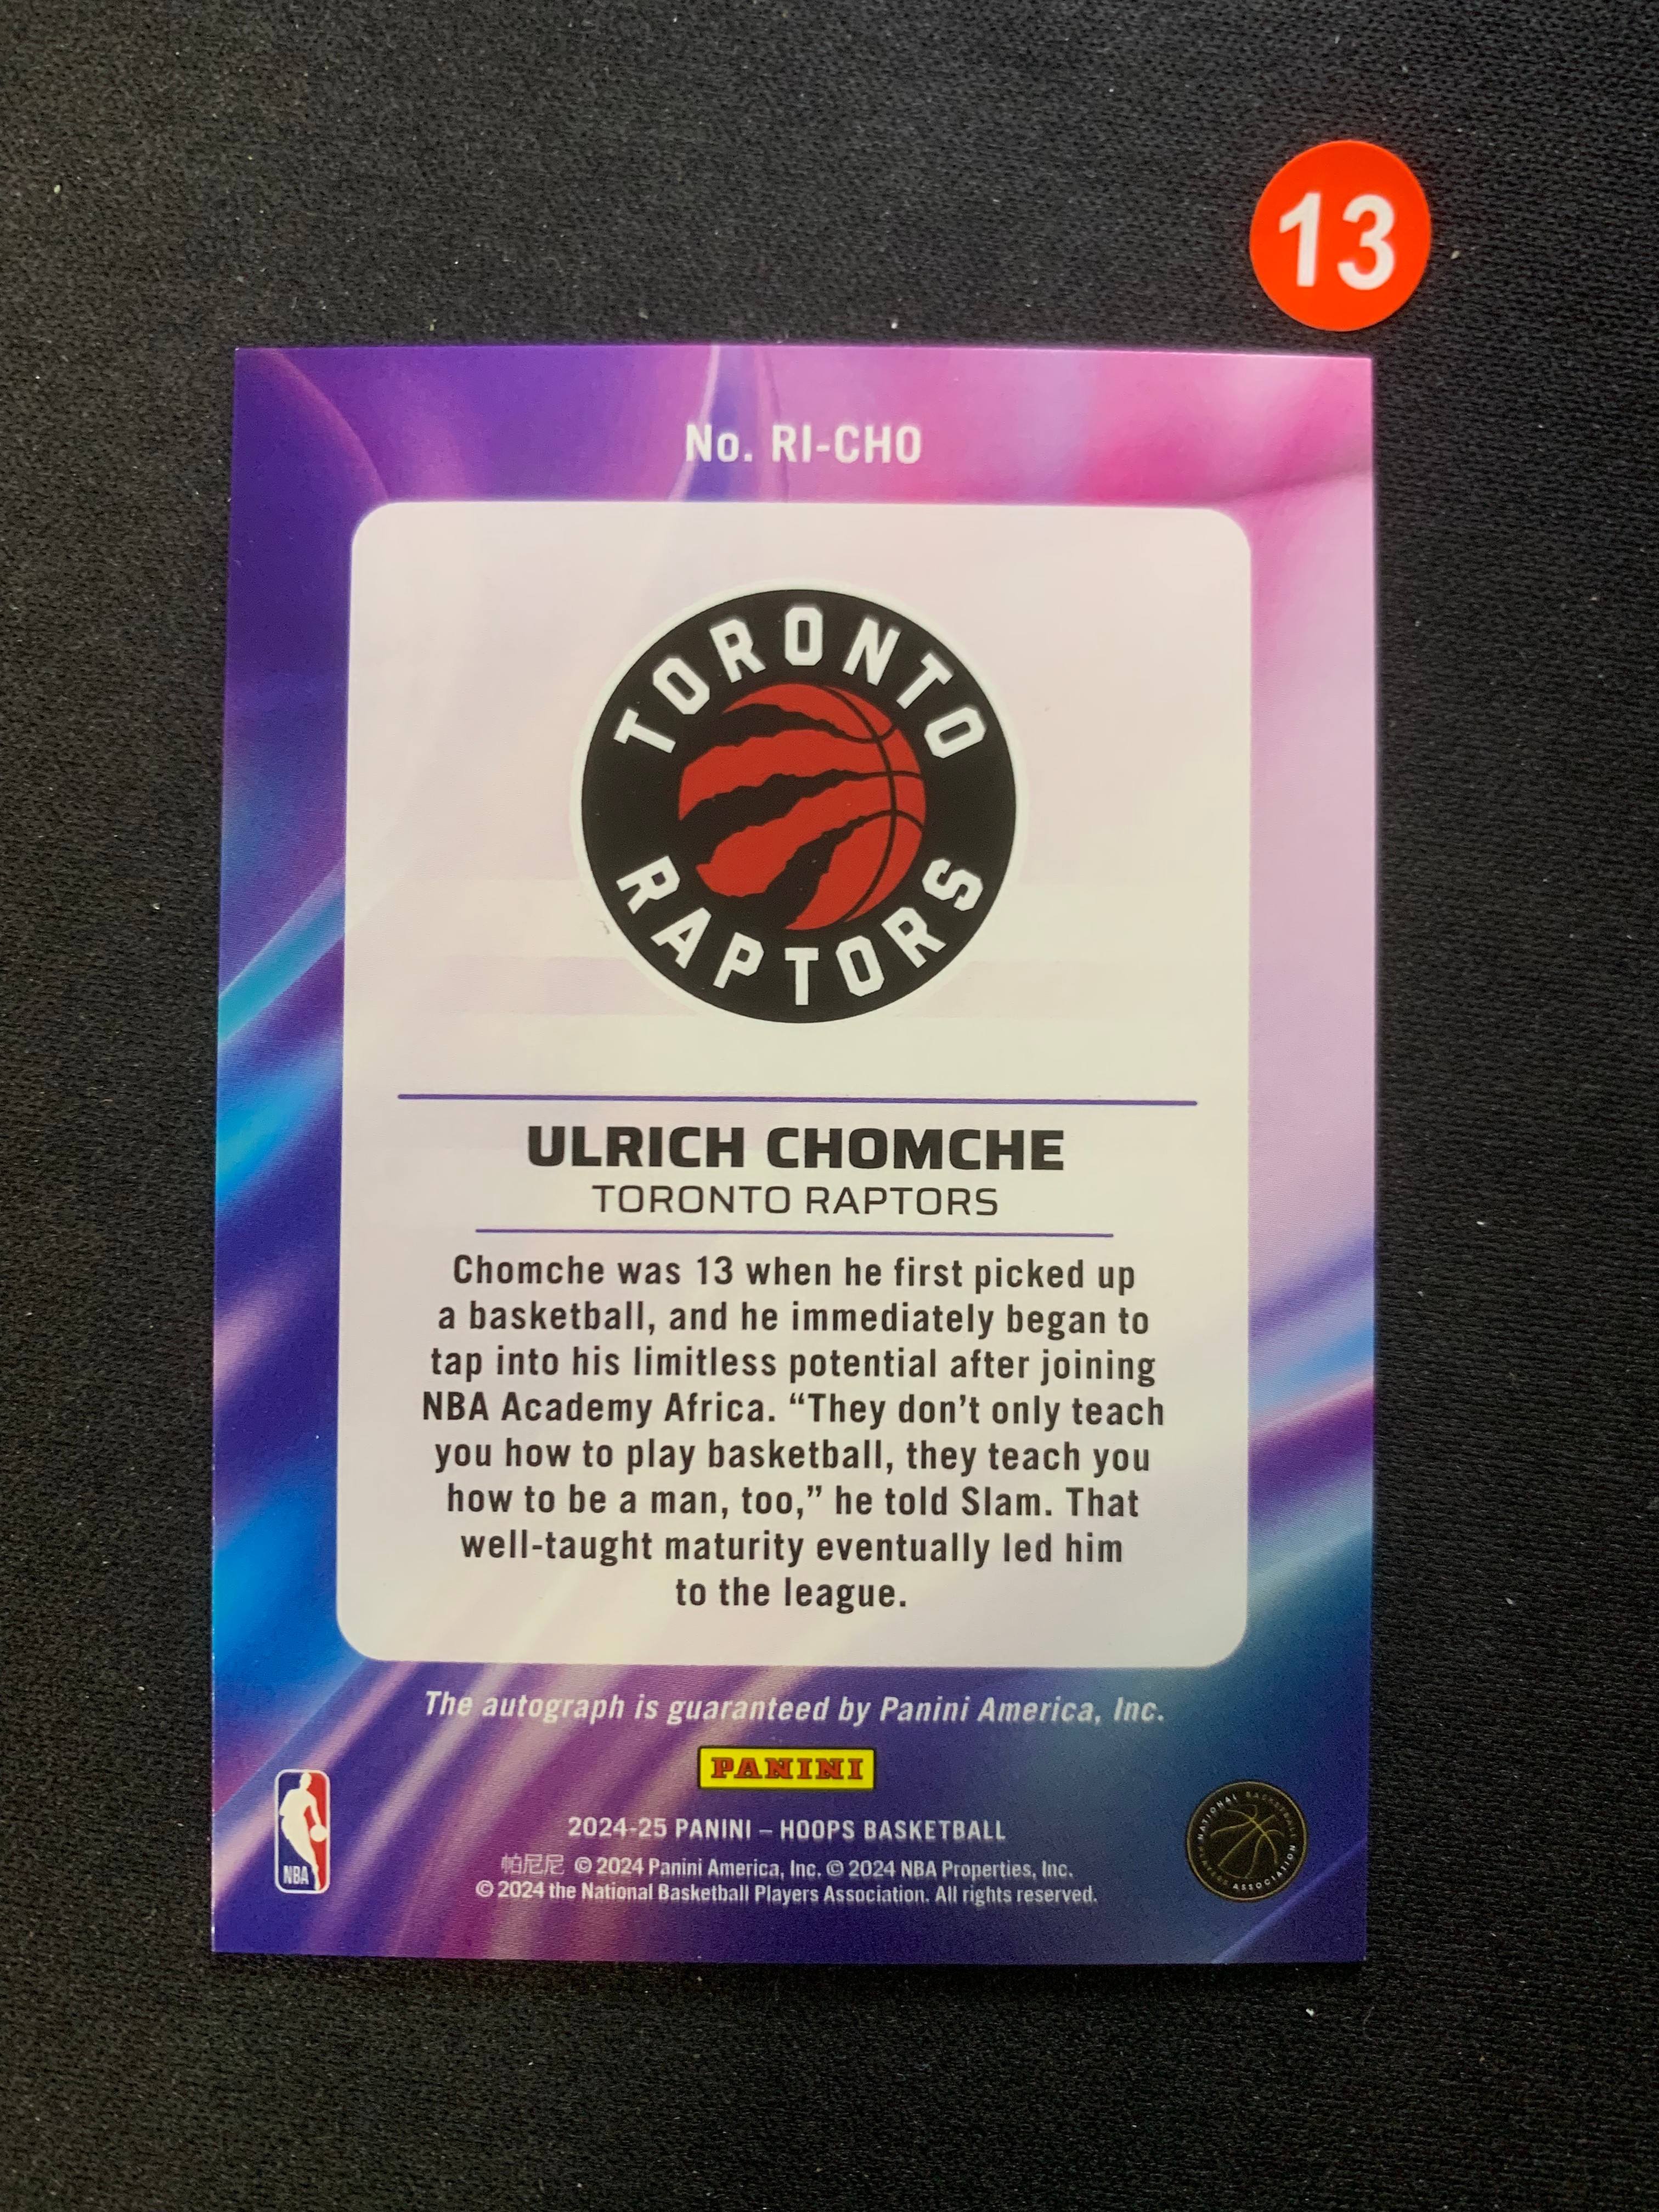 13
No. RI-CHO
TORONTO
RAPTORS
ULRICH CHOMCHE
TORONTO RAPTORS
Chomche was 13 when he first picked up
a basketball, and he immediately began to
tap into his limitless potential after joining
NBA Academy Africa. “They don’t only teach
you how to play basketball, they teach you
how to be a man, too,” he told Slam. That
well-taught maturity eventually led him
to the league.
The autograph is guaranteed by Panini America, Inc.
PANINI
NBA
2024-25 PANINI – HOOPS BASKETBALL
帕尼尼 © 2024 Panini America, Inc. © 2024 NBA Properties, Inc.
© 2024 the National Basketball Players Association. All rights reserved.
NATIONAL BASKETBALL
PLAYERS ASSOCIATION